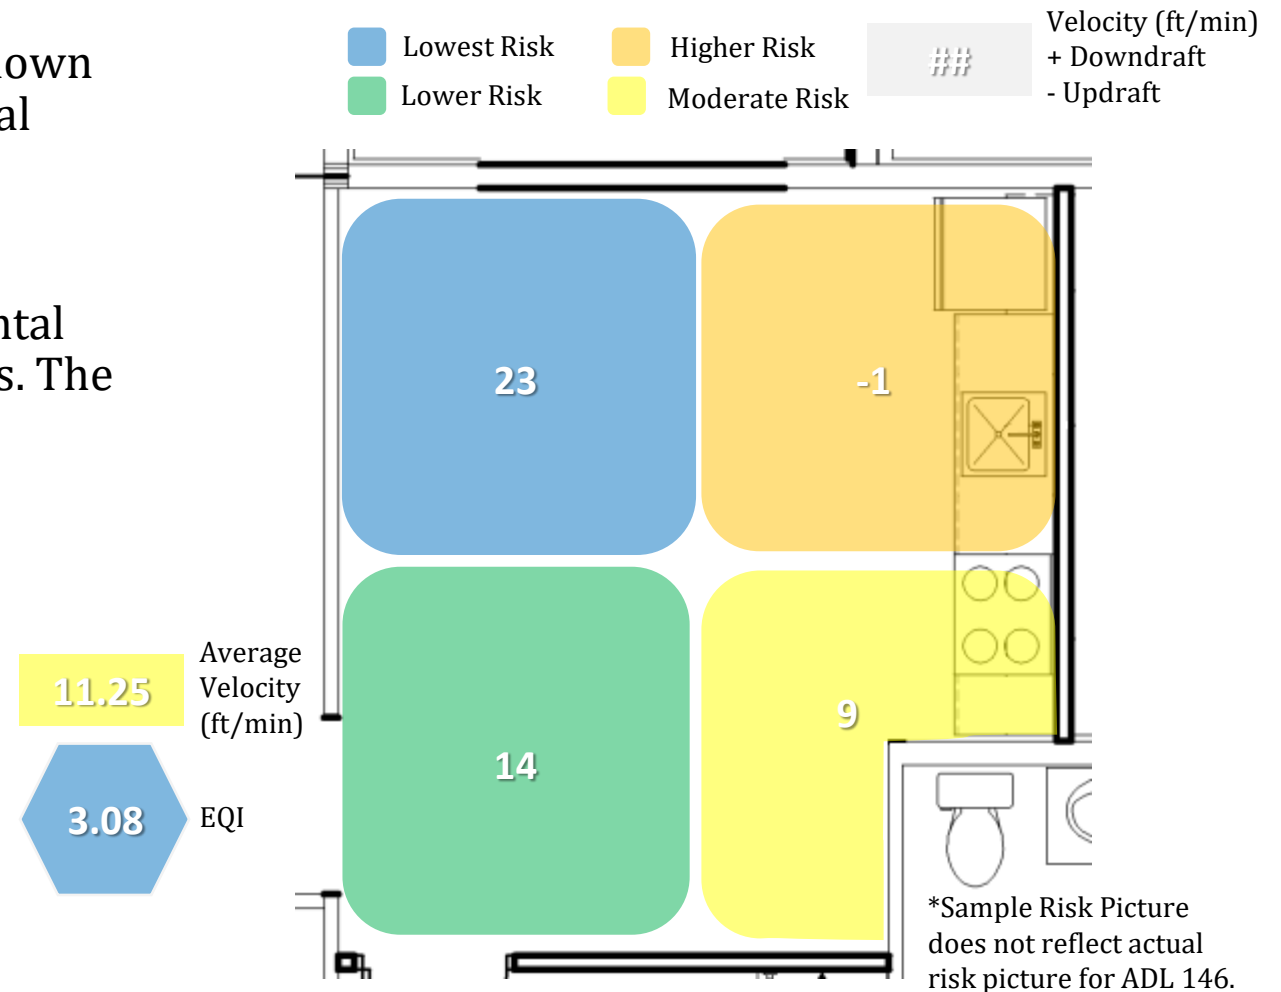 lown
al
ntal
s. The
Lowest Risk
Lower Risk
Higher Risk
Moderate Risk
##
Velocity (ft/min)
+ Downdraft
- Updraft
23
-1
14
9
11.25
Average
Velocity
(ft/min)
3.08
EQI
*Sample Risk Picture
does not reflect actual
risk picture for ADL 146.